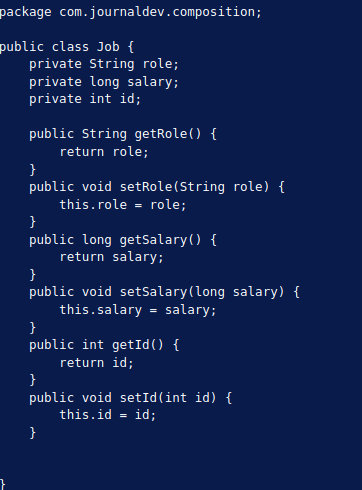 package com.journaldev.composition;

public class Job {
    private String role;
    private long salary;
    private int id;

    public String getRole() {
        return role;
    }
    public void setRole(String role) {
        this.role = role;
    }
    public long getSalary() {
        return salary;
    }
    public void setSalary(long salary) {
        this.salary = salary;
    }
    public int getId() {
        return id;
    }
    public void setId(int id) {
        this.id = id;
    }


}